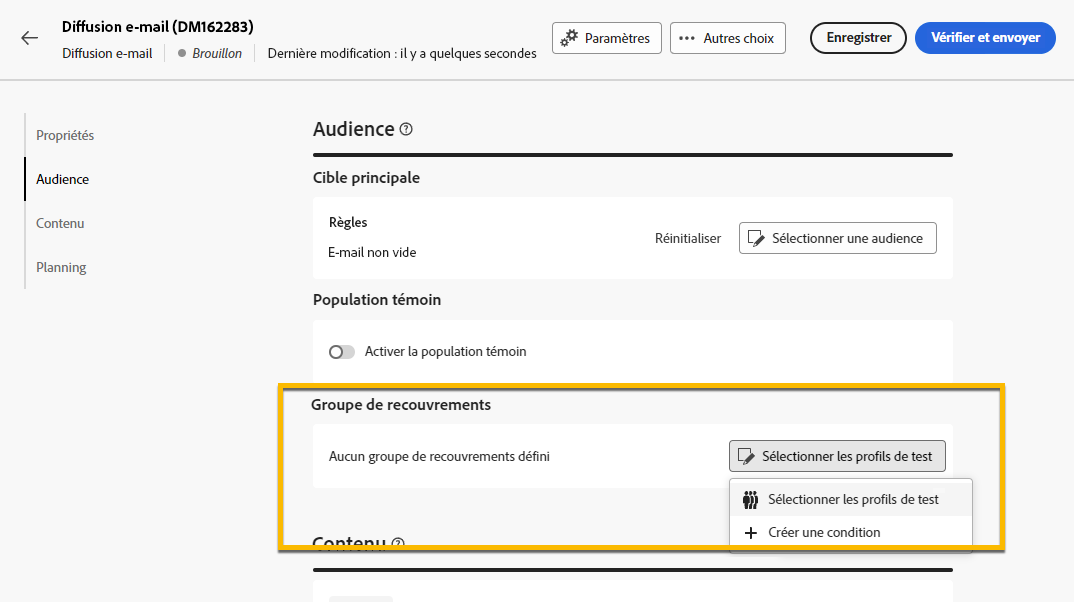 Diffusion e-mail (DM162283)
Diffusion e-mail
Brouillon
Dernière modification : il y a quelques secondes
Paramètres
Autres choix
Enregistrer
Vérifier et envoyer
Propriétés
Audience
Contenu
Planning
Audience
Cible principale
Règles
E-mail non vide
Réinitialiser
Sélectionner une audience
Population témoin
Activer la population témoin
Groupe de recouvrements
Aucun groupe de recouvrements défini
Sélectionner les profils de test
Sélectionner les profils de test
Créer une condition
Contenu